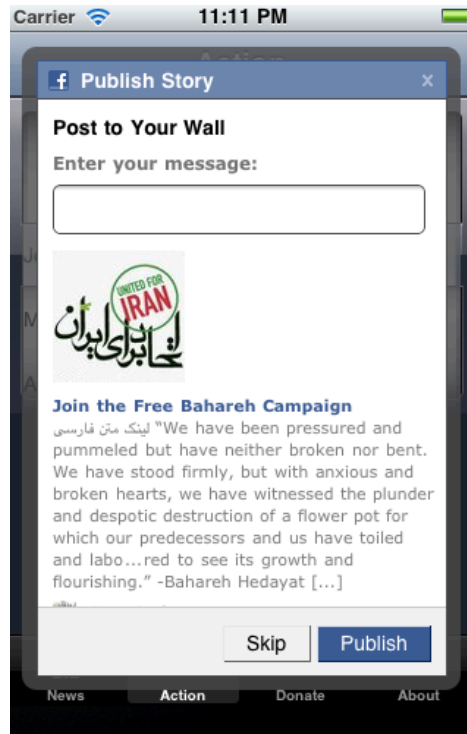 Carrier 11:11 PM
Action
Publish Story x
Post to Your Wall
Enter your message:
UNITED FOR
IRAN
اتحاد برای ایران
Join the Free Bahareh Campaign
لینک متن فارسی "We have been pressured and
pummeled but have neither broken nor bent.
We have stood firmly, but with anxious and
broken hearts, we have witnessed the plunder
and despotic destruction of a flower pot for
which our predecessors and us have toiled
and labo...red to see its growth and
flourishing." -Bahareh Hedayat [...]
Skip Publish
News Action Donate About